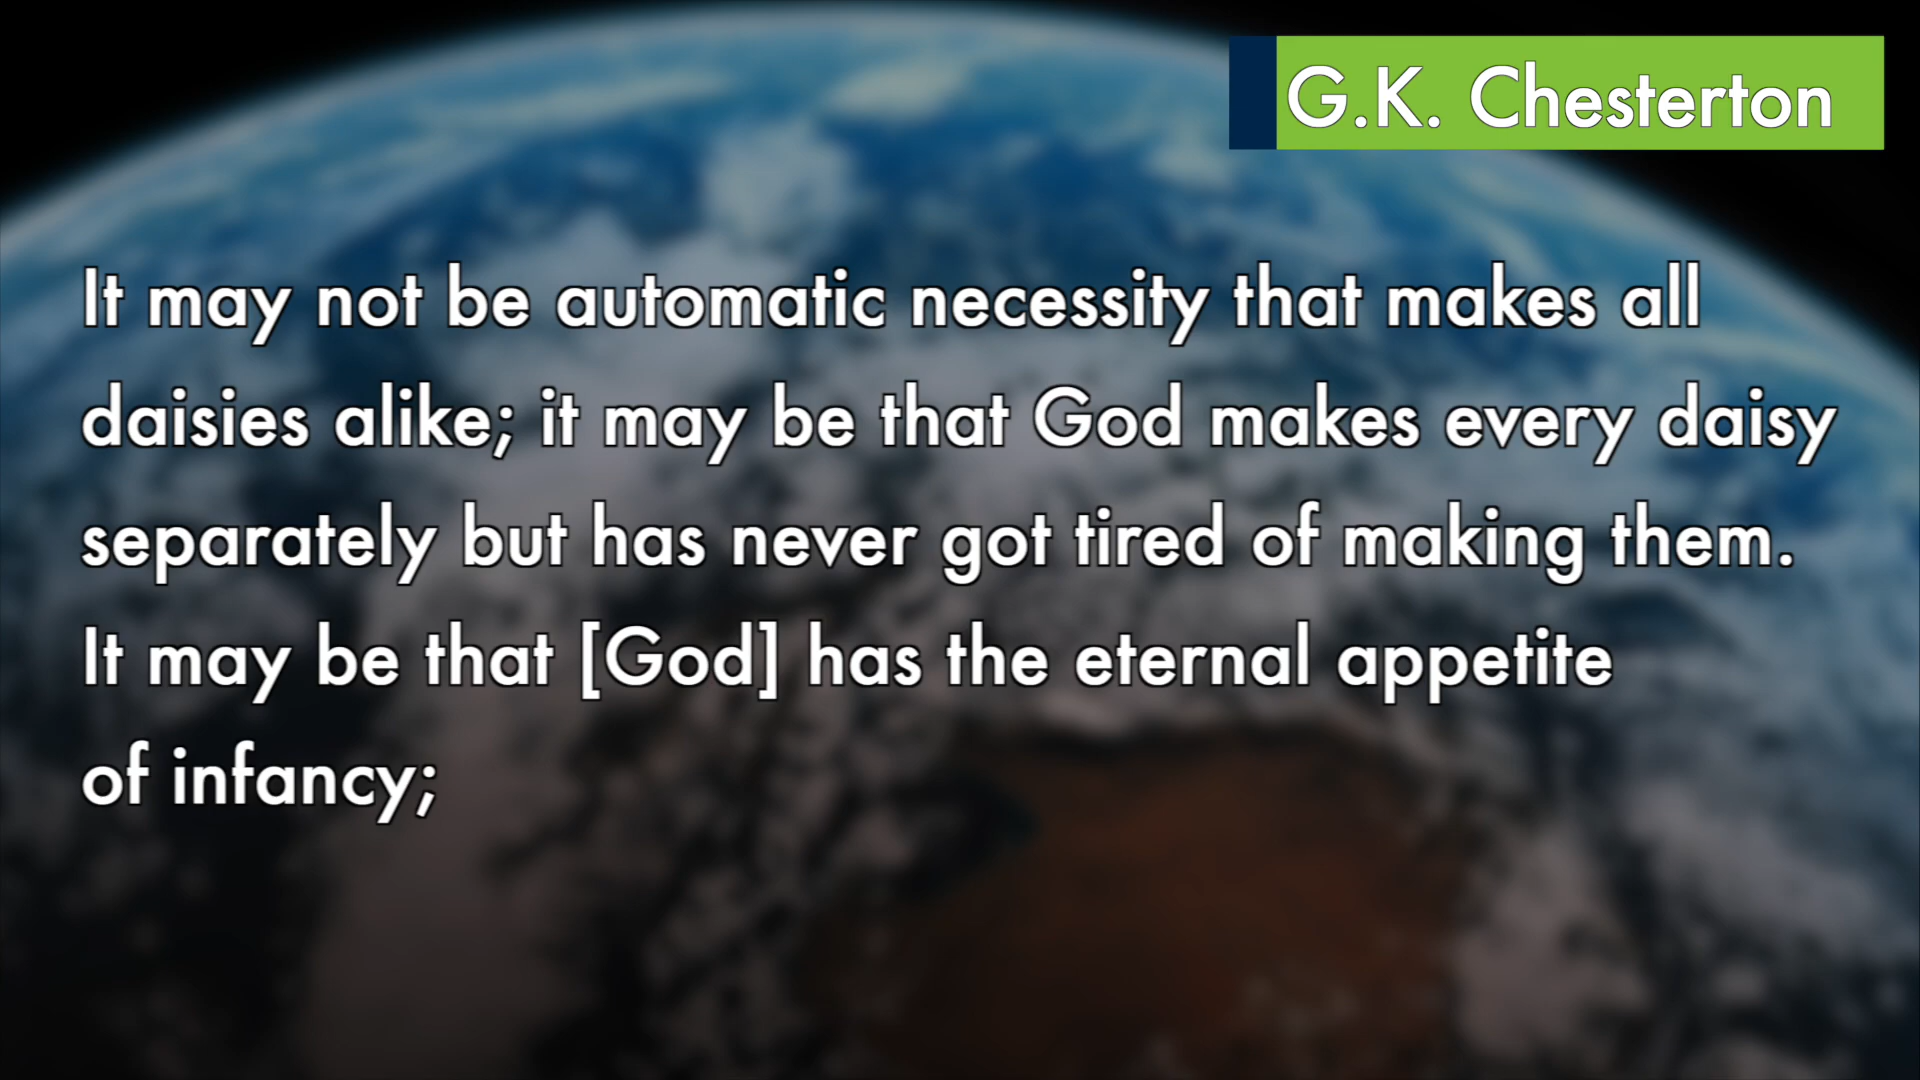 G.K. Chesterton
It may not be automatic necessity that makes all
daisies alike; it may be that God makes every daisy
separately but has never got tired of making them.
It may be that [God] has the eternal appetite
of infancy;